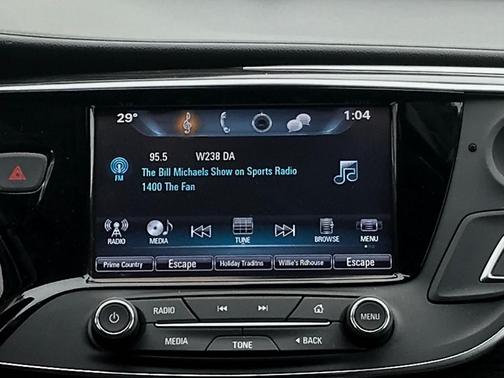 29° 1:04
95.5 W238 DA
FM
The Bill Michaels Show on Sports Radio
1400 The Fan
RADIO MEDIA TUNE BROWSE MENU
Prime Country Escape Holiday Traditns Willie's Rdhouse Escape
RADIO MENU
MEDIA TONE BACK